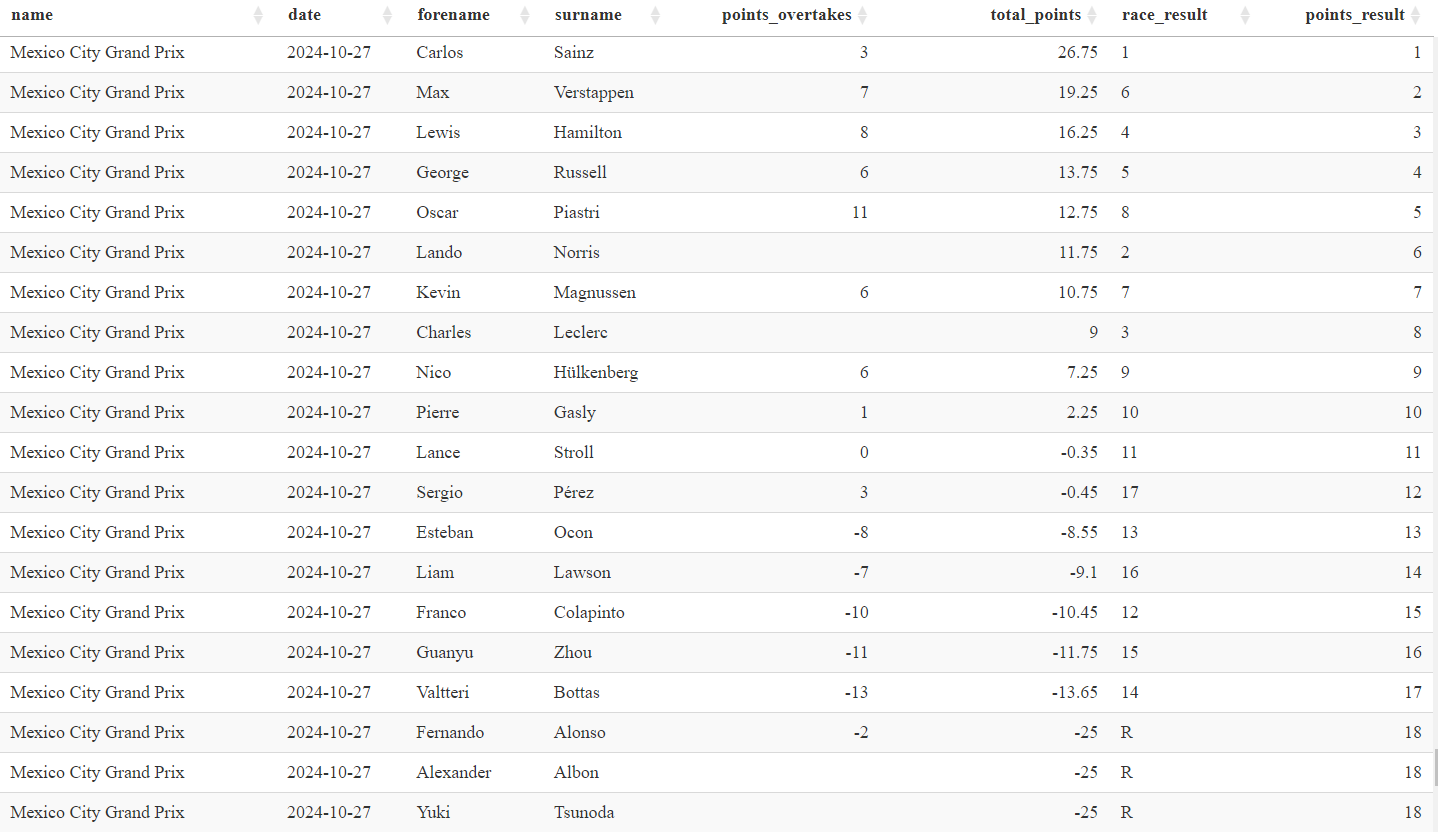 name date forename surname points_overtakes total_points race_result points_result
Mexico City Grand Prix 2024-10-27 Carlos Sainz 3 26.75 1 1
Mexico City Grand Prix 2024-10-27 Max Verstappen 7 19.25 6 2
Mexico City Grand Prix 2024-10-27 Lewis Hamilton 8 16.25 4 3
Mexico City Grand Prix 2024-10-27 George Russell 6 13.75 5 4
Mexico City Grand Prix 2024-10-27 Oscar Piastri 11 12.75 8 5
Mexico City Grand Prix 2024-10-27 Lando Norris 11.75 2 6
Mexico City Grand Prix 2024-10-27 Kevin Magnussen 6 10.75 7 7
Mexico City Grand Prix 2024-10-27 Charles Leclerc 9 3 8
Mexico City Grand Prix 2024-10-27 Nico Hülkenberg 6 7.25 9 9
Mexico City Grand Prix 2024-10-27 Pierre Gasly 1 2.25 10 10
Mexico City Grand Prix 2024-10-27 Lance Stroll 0 -0.35 11 11
Mexico City Grand Prix 2024-10-27 Sergio Pérez 3 -0.45 17 12
Mexico City Grand Prix 2024-10-27 Esteban Ocon -8 -8.55 13 13
Mexico City Grand Prix 2024-10-27 Liam Lawson -7 -9.1 16 14
Mexico City Grand Prix 2024-10-27 Franco Colapinto -10 -10.45 12 15
Mexico City Grand Prix 2024-10-27 Guanyu Zhou -11 -11.75 15 16
Mexico City Grand Prix 2024-10-27 Valtteri Bottas -13 -13.65 14 17
Mexico City Grand Prix 2024-10-27 Fernando Alonso -2 -25 R 18
Mexico City Grand Prix 2024-10-27 Alexander Albon -25 R 18
Mexico City Grand Prix 2024-10-27 Yuki Tsunoda -25 R 18